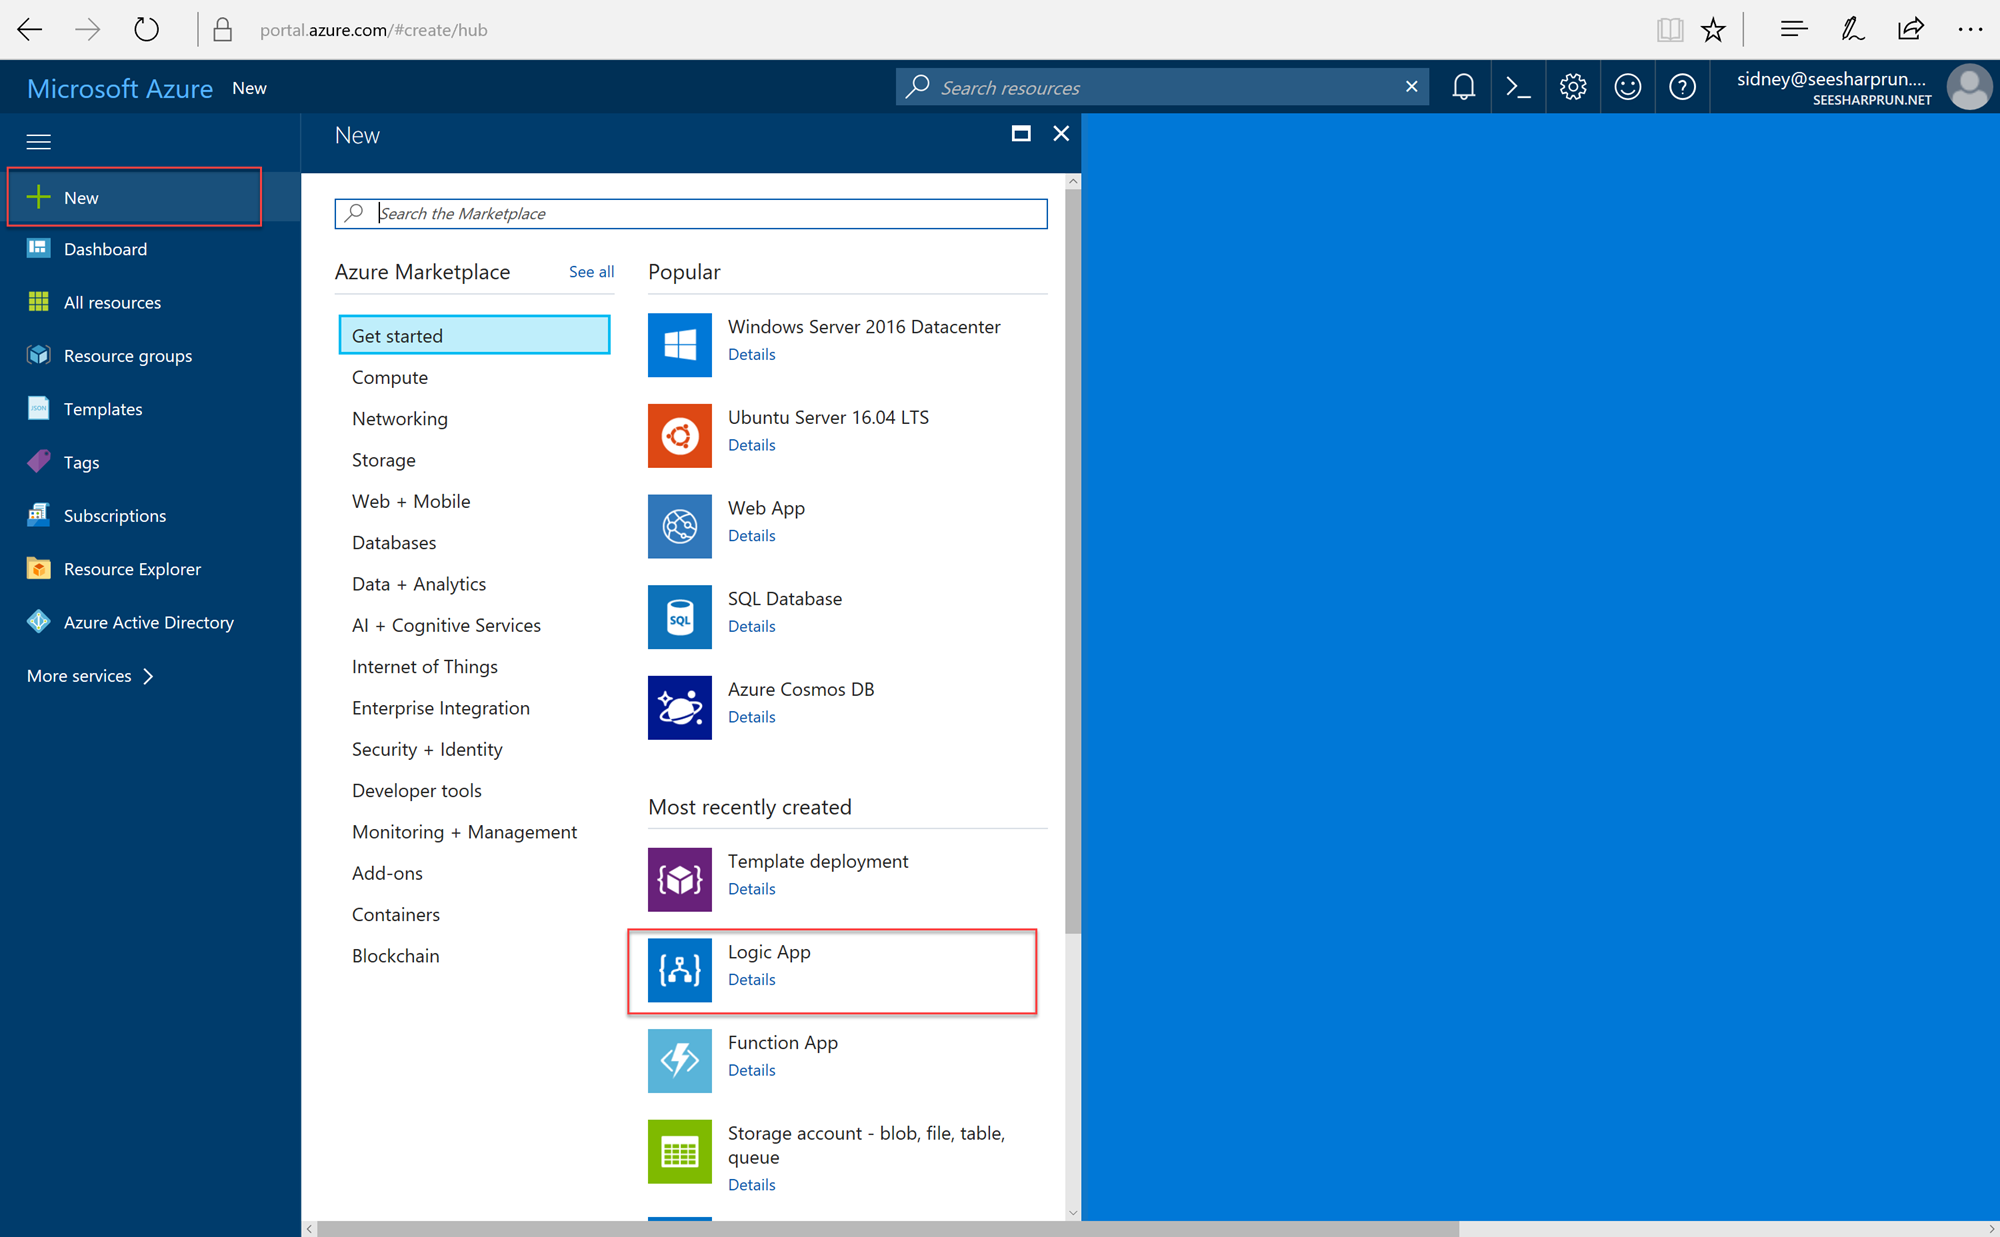 portal.azure.com/#create/hub
Microsoft Azure New
Search resources
sidney@seesharprun....
SEESHARPRUN.NET
New
Dashboard
All resources
Resource groups
Templates
Tags
Subscriptions
Resource Explorer
Azure Active Directory
More services
New
Search the Marketplace
Azure Marketplace See all
Get started
Compute
Networking
Storage
Web + Mobile
Databases
Data + Analytics
AI + Cognitive Services
Internet of Things
Enterprise Integration
Security + Identity
Developer tools
Monitoring + Management
Add-ons
Containers
Blockchain
Popular
Windows Server 2016 Datacenter
Details
Ubuntu Server 16.04 LTS
Details
Web App
Details
SQL
SQL Database
Details
Azure Cosmos DB
Details
Most recently created
Template deployment
Details
Logic App
Details
Function App
Details
Storage account - blob, file, table,
queue
Details